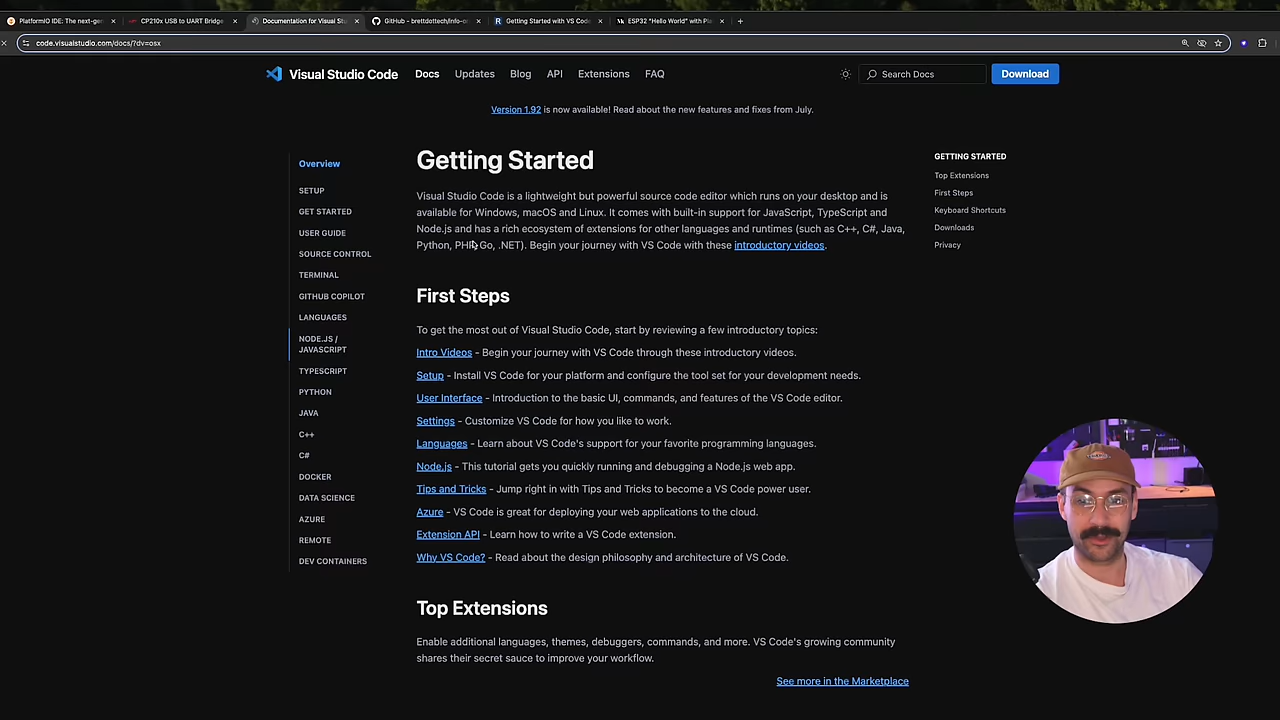 PlatformIO IDE: The next-gen
CP210x USB to UART Bridge
Documentation for Visual Stu
GitHub - brettdottech/info-o
Getting Started with VS Code
ESP32 "Hello World" with Pla
code.visualstudio.com/docs/?dv=osx
Visual Studio Code
Docs
Updates
Blog
API
Extensions
FAQ
Search Docs
Download
Version 1.92 is now available! Read about the new features and fixes from July.
Overview
SETUP
GET STARTED
USER GUIDE
SOURCE CONTROL
TERMINAL
GITHUB COPILOT
LANGUAGES
NODE.JS /
JAVASCRIPT
TYPESCRIPT
PYTHON
JAVA
C++
C#
DOCKER
DATA SCIENCE
AZURE
REMOTE
DEV CONTAINERS
Getting Started
Visual Studio Code is a lightweight but powerful source code editor which runs on your desktop and is
available for Windows, macOS and Linux. It comes with built-in support for JavaScript, TypeScript and
Node.js and has a rich ecosystem of extensions for other languages and runtimes (such as C++, C#, Java,
Python, PHP, Go, .NET). Begin your journey with VS Code with these introductory videos.
First Steps
To get the most out of Visual Studio Code, start by reviewing a few introductory topics:
Intro Videos - Begin your journey with VS Code through these introductory videos.
Setup - Install VS Code for your platform and configure the tool set for your development needs.
User Interface - Introduction to the basic UI, commands, and features of the VS Code editor.
Settings - Customize VS Code for how you like to work.
Languages - Learn about VS Code's support for your favorite programming languages.
Node.js - This tutorial gets you quickly running and debugging a Node.js web app.
Tips and Tricks - Jump right in with Tips and Tricks to become a VS Code power user.
Azure - VS Code is great for deploying your web applications to the cloud.
Extension API - Learn how to write a VS Code extension.
Why VS Code? - Read about the design philosophy and architecture of VS Code.
Top Extensions
Enable additional languages, themes, debuggers, commands, and more. VS Code's growing community
shares their secret sauce to improve your workflow.
See more in the Marketplace
GETTING STARTED
Top Extensions
First Steps
Keyboard Shortcuts
Downloads
Privacy